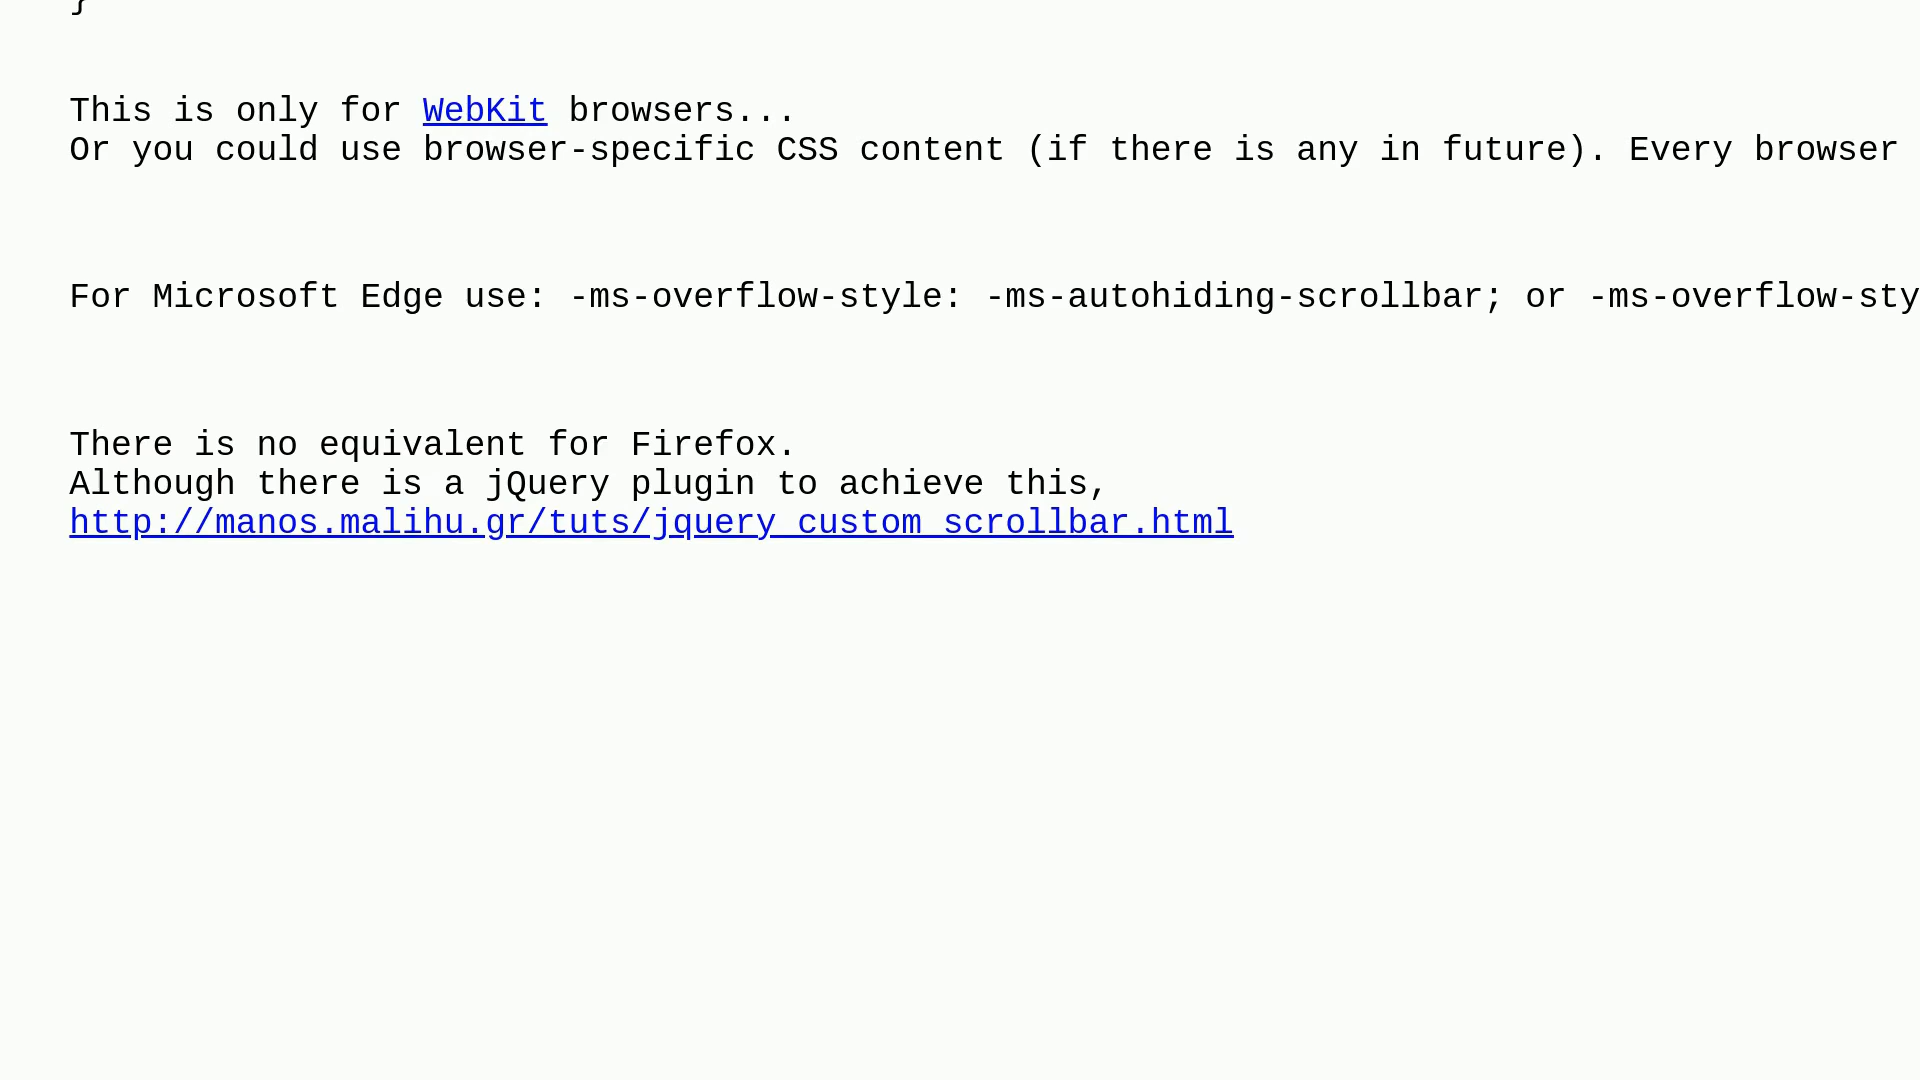 }
This is only for WebKit browsers...
Or you could use browser-specific CSS content (if there is any in future). Every browser
For Microsoft Edge use: -ms-overflow-style: -ms-autohiding-scrollbar; or -ms-overflow-sty
There is no equivalent for Firefox.
Although there is a jQuery plugin to achieve this,
http://manos.malihu.gr/tuts/jquery_custom_scrollbar.html